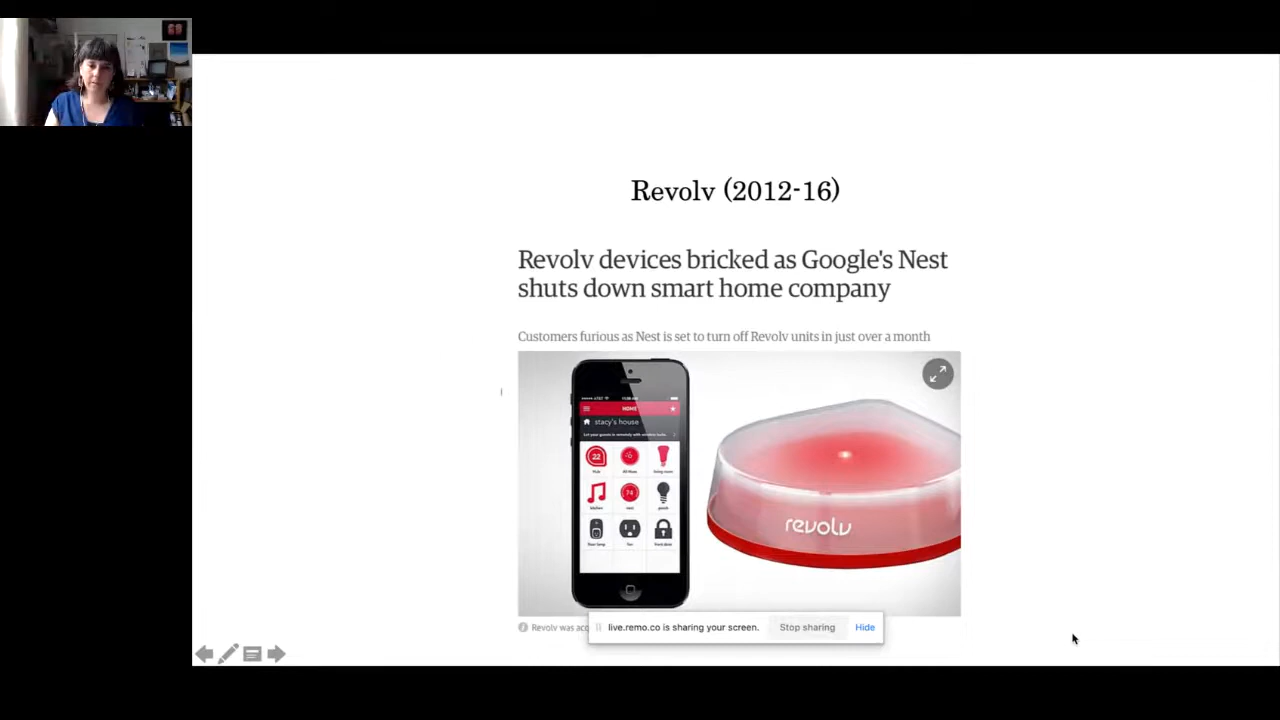 Revolv (2012-16)
Revolv devices bricked as Google's Nest
shuts down smart home company
Customers furious as Nest is set to turn off Revolv units in just over a month
HOME
stacy's house
22
74
revolv
Revolv was acq
live.remo.co is sharing your screen.
Stop sharing
Hide